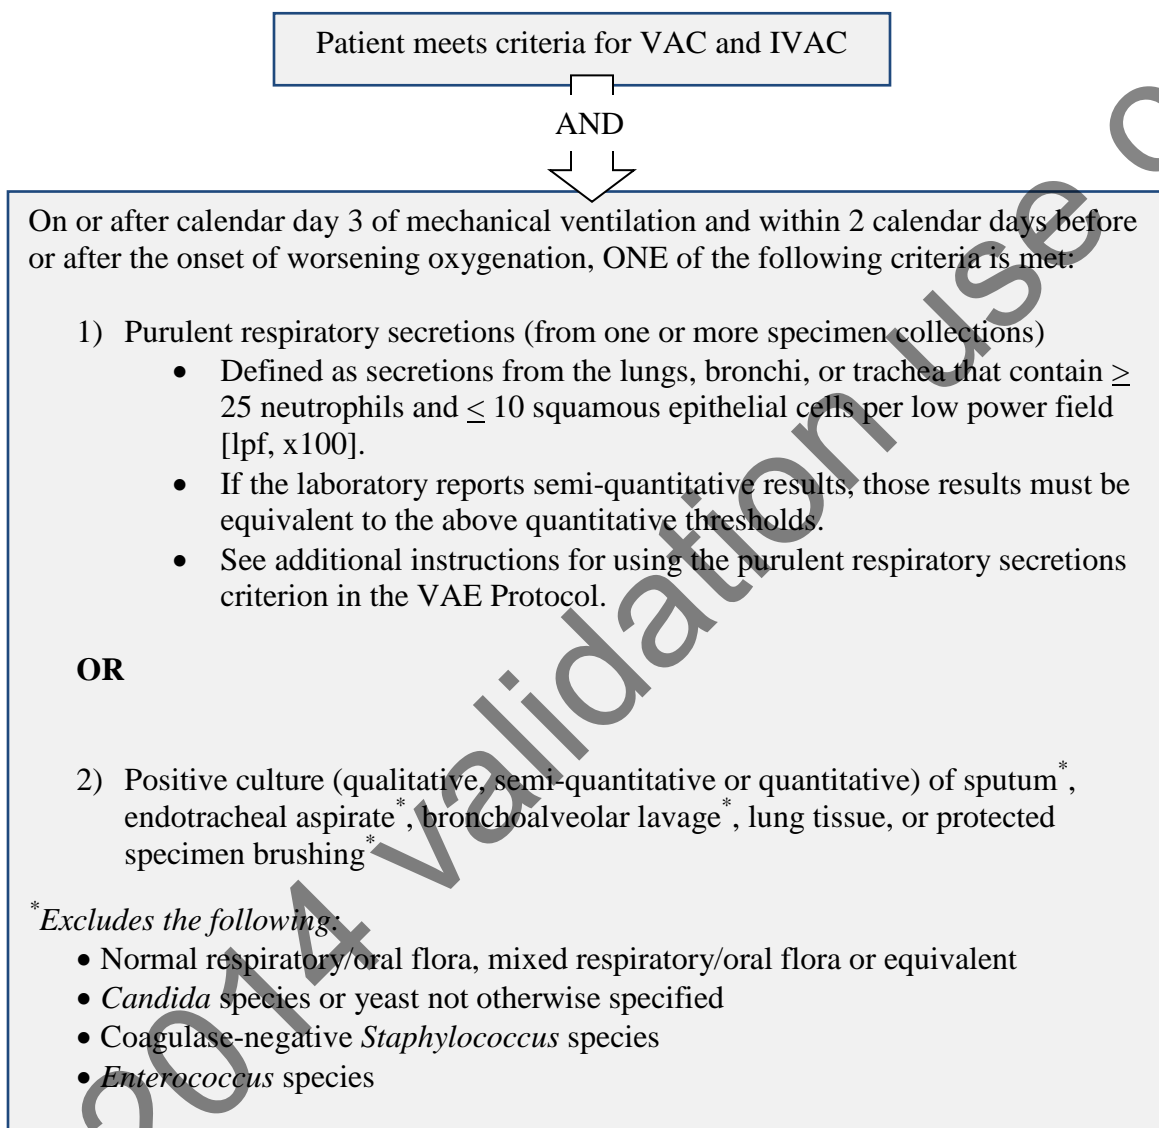 Patient meets criteria for VAC and IVAC
AND
On or after calendar day 3 of mechanical ventilation and within 2 calendar days before
or after the onset of worsening oxygenation, ONE of the following criteria is met:
1) Purulent respiratory secretions (from one or more specimen collections)
• Defined as secretions from the lungs, bronchi, or trachea that contain ≥
25 neutrophils and ≤ 10 squamous epithelial cells per low power field
[lpf, x100].
• If the laboratory reports semi-quantitative results, those results must be
equivalent to the above quantitative thresholds.
• See additional instructions for using the purulent respiratory secretions
criterion in the VAE Protocol.
OR
2) Positive culture (qualitative, semi-quantitative or quantitative) of sputum*,
endotracheal aspirate*, bronchoalveolar lavage*, lung tissue, or protected
specimen brushing*
*Excludes the following:
• Normal respiratory/oral flora, mixed respiratory/oral flora or equivalent
• Candida species or yeast not otherwise specified
• Coagulase-negative Staphylococcus species
• Enterococcus species
2014 validation use